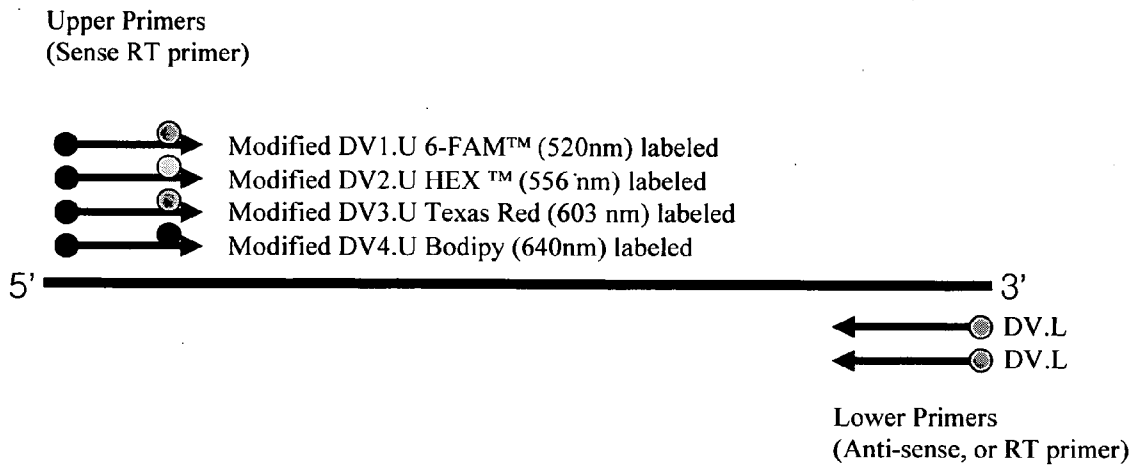 Upper Primers
(Sense RT primer)
Modified DV1.U 6-FAM™ (520nm) labeled
Modified DV2.U HEX ™ (556 nm) labeled
Modified DV3.U Texas Red (603 nm) labeled
Modified DV4.U Bodipy (640nm) labeled
5' 3'
DV.L
DV.L
Lower Primers
(Anti-sense, or RT primer)